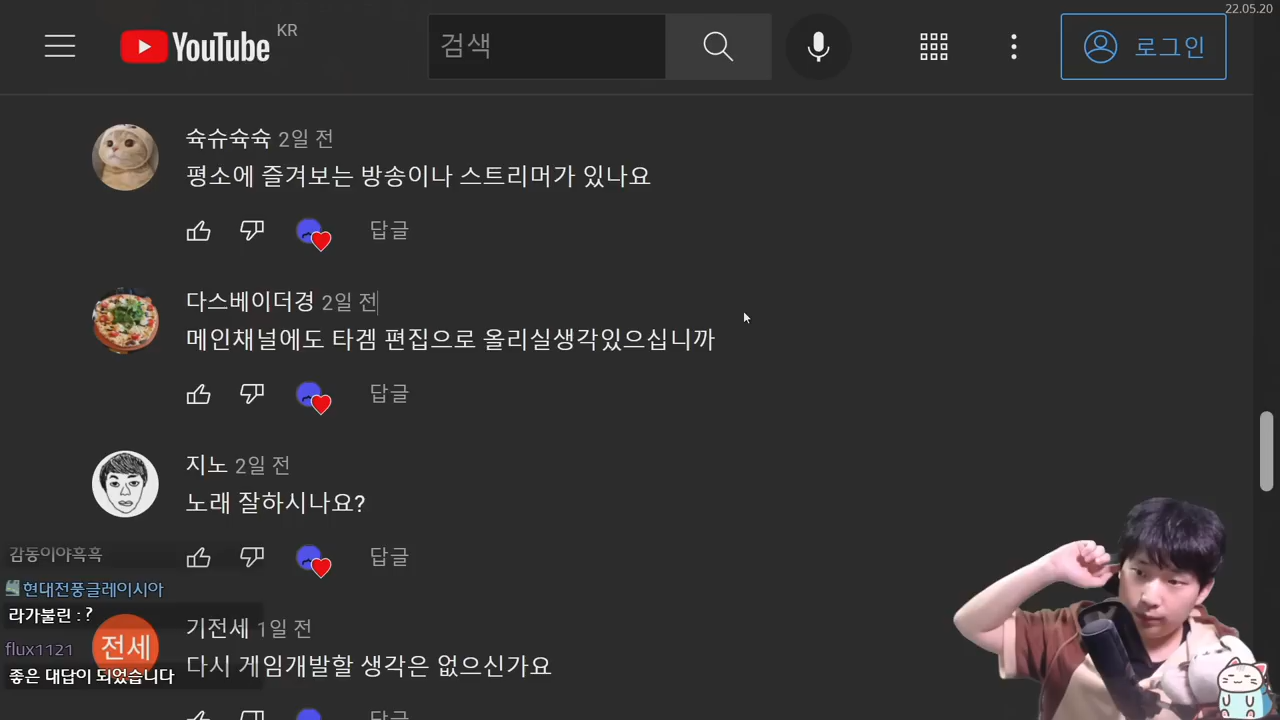 22.05.20
YouTube KR
검색
로그인
슉슈슉슉 2일 전
평소에 즐겨보는 방송이나 스트리머가 있나요
답글
다스베이더경 2일 전
메인채널에도 타겜 편집으로 올리실생각있으십니까
답글
지노 2일 전
노래 잘하시나요?
답글
감동이야흑흑
현대전풍글레이시아
라가불린 : ?
flux1121
좋은 대답이 되었습니다
전세
기전세 1일 전
다시 게임개발할 생각은 없으신가요
답글